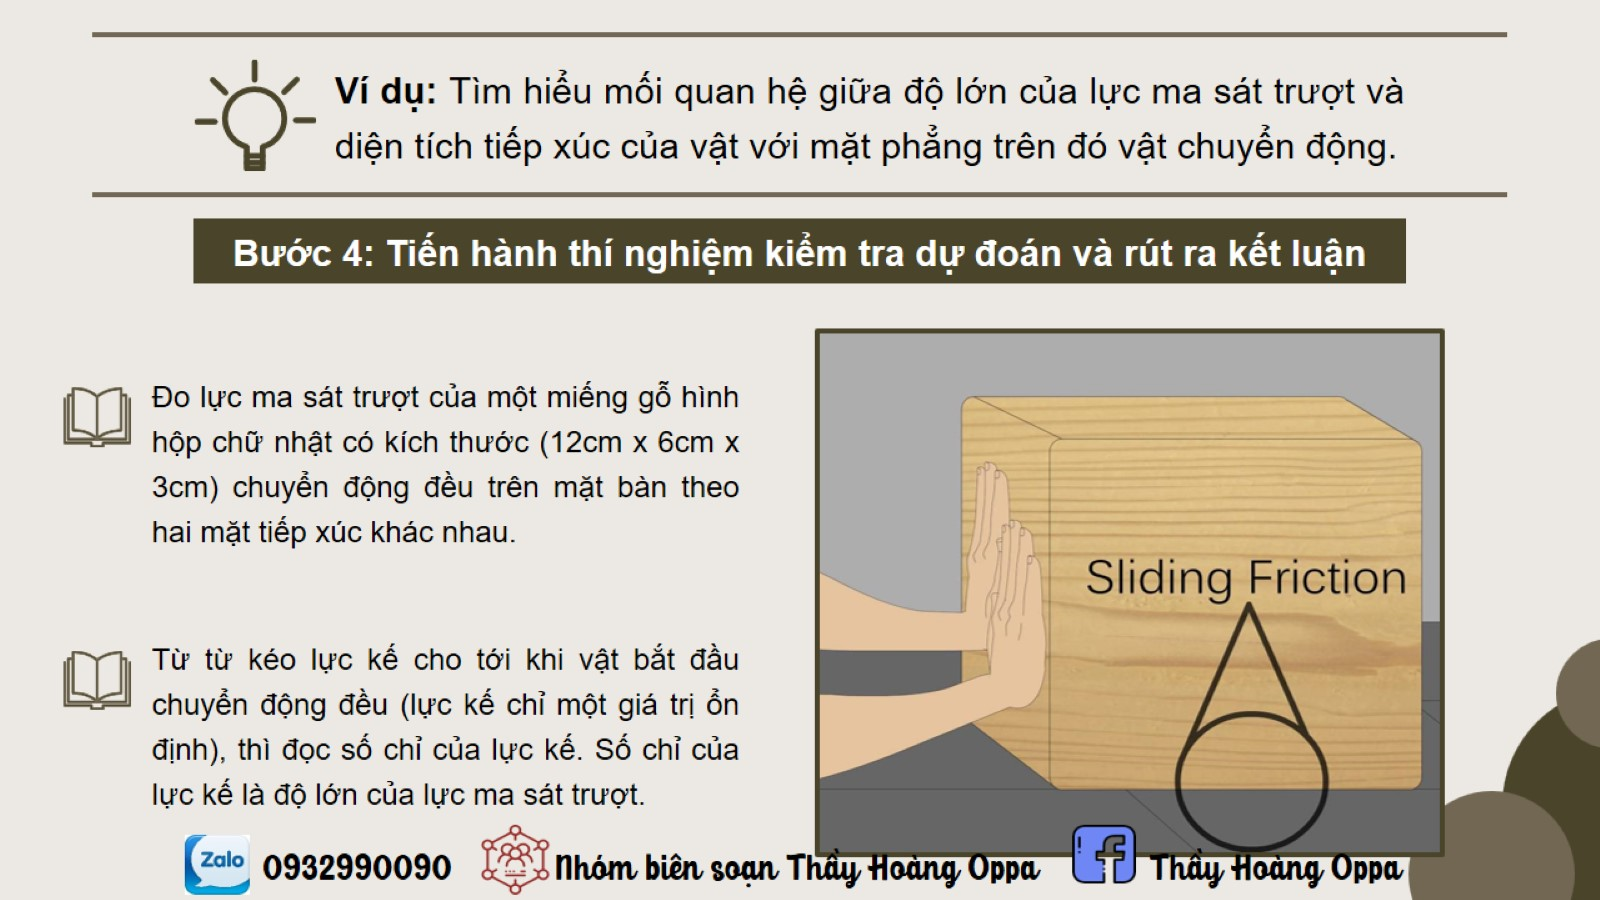 Ví dụ: Tìm hiểu mối quan hệ giữa độ lớn của lực ma sát trượt và
diện tích tiếp xúc của vật với mặt phẳng trên đó vật chuyển động.
Bước 4: Tiến hành thí nghiệm kiểm tra dự đoán và rút ra kết luận
Đo lực ma sát trượt của một miếng gỗ hình
hộp chữ nhật có kích thước (12cm x 6cm x
3cm) chuyển động đều trên mặt bàn theo
hai mặt tiếp xúc khác nhau.
Từ từ kéo lực kế cho tới khi vật bắt đầu
chuyển động đều (lực kế chỉ một giá trị ổn
định), thì đọc số chỉ của lực kế. Số chỉ của
lực kế là độ lớn của lực ma sát trượt.
Sliding Friction
Zalo 0932990090 Nhóm biên soạn Thầy Hoàng Oppa f Thầy Hoàng Oppa